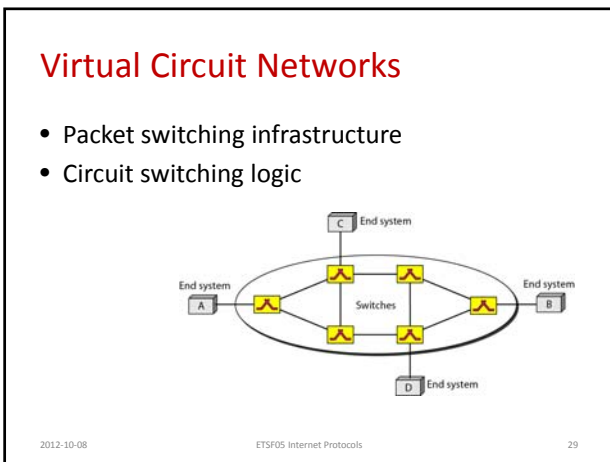 Virtual Circuit Networks
• Packet switching infrastructure
• Circuit switching logic
C End system
End system
A
Switches
End system
B
D End system
2012-10-08 ETSF05 Internet Protocols 29